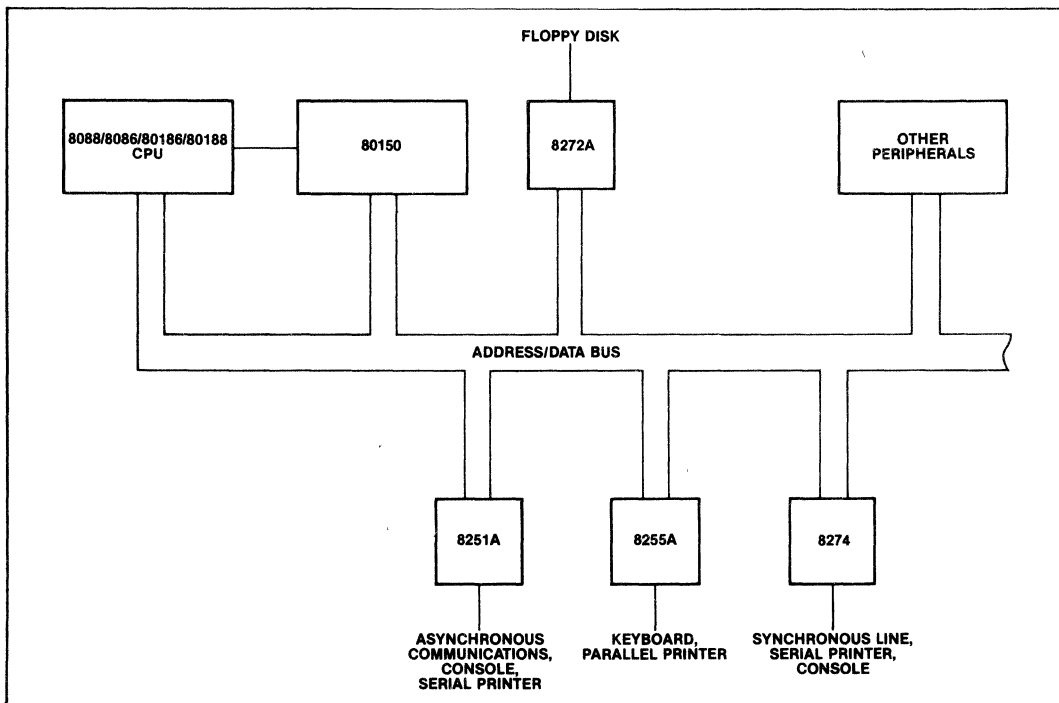 FLOPPY DISK
8088/8086/80186/80188
CPU
80150
8272A
OTHER
PERIPHERALS
ADDRESS/DATA BUS
8251A
8255A
8274
ASYNCHRONOUS
COMMUNICATIONS,
CONSOLE,
SERIAL PRINTER
KEYBOARD,
PARALLEL PRINTER
SYNCHRONOUS LINE,
SERIAL PRINTER,
CONSOLE